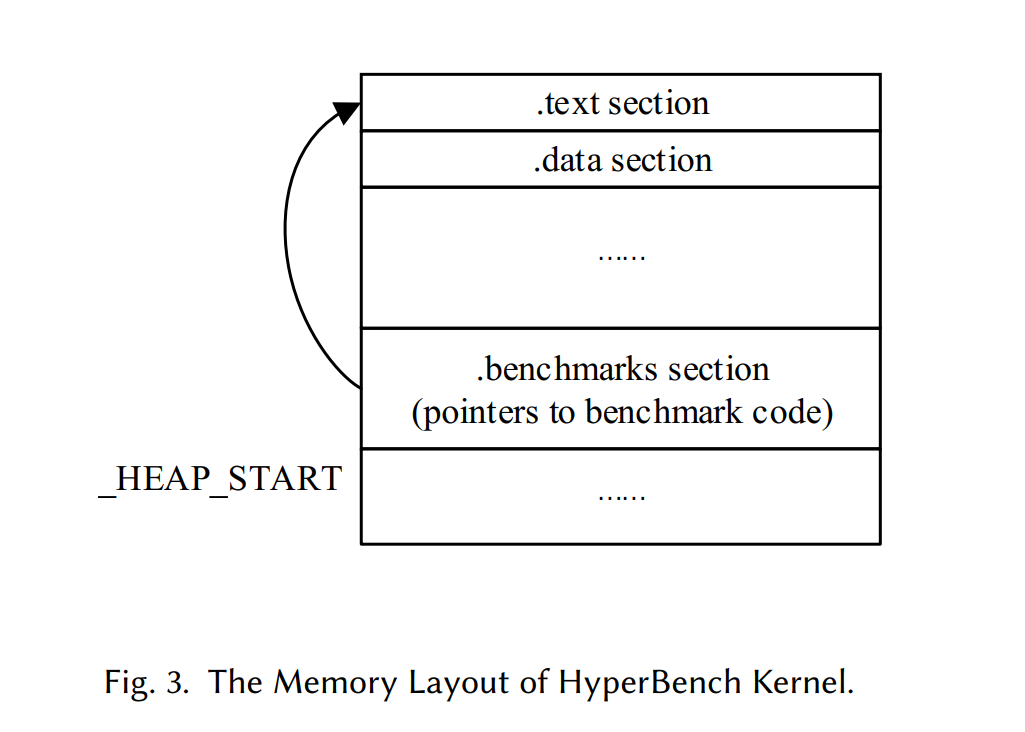 .text section
.data section
......
.benchmarks section
(pointers to benchmark code)
_HEAP_START
......
Fig. 3. The Memory Layout of HyperBench Kernel.